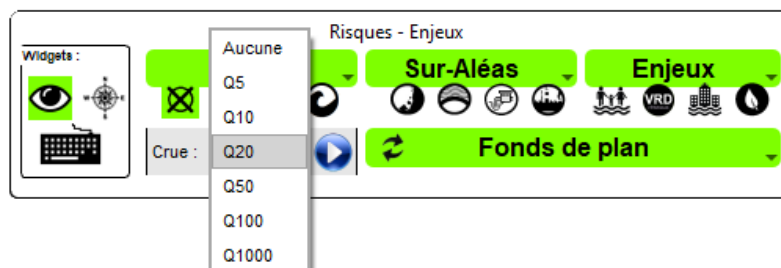 Risques - Enjeux
Widgets :
Sur-Aléas
Enjeux
VRD
Crue :
Fonds de plan
Aucune
Q5
Q10
Q20
Q50
Q100
Q1000